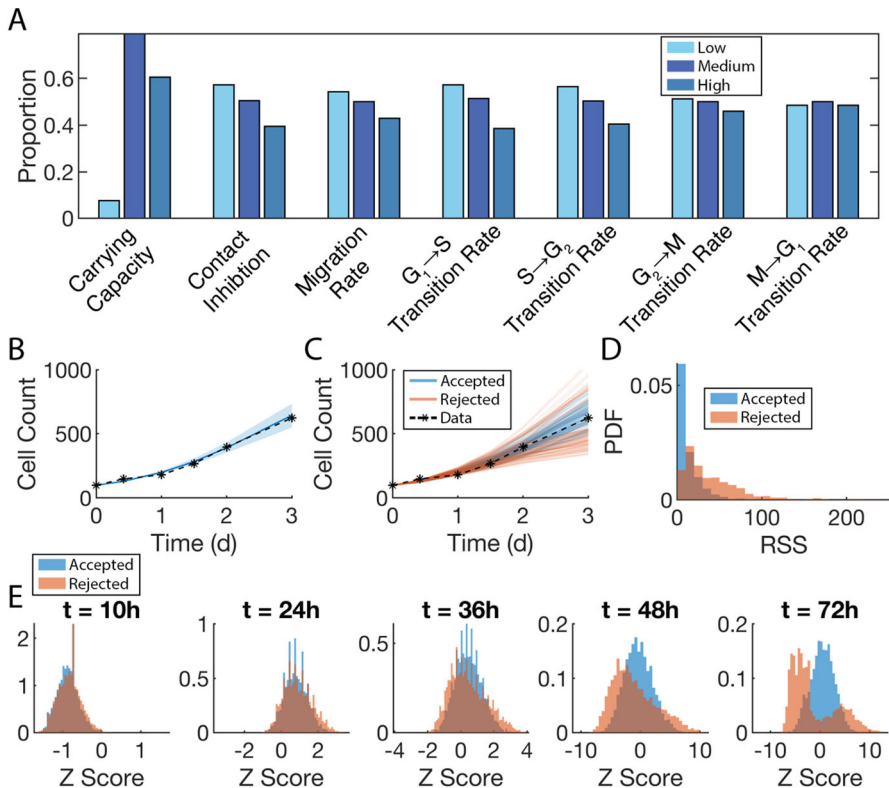 A
Proportion
0.6
0.4
0.2
0
Low
Medium
High
Carrying
Capacity
Contact
Inhibtion
Migration
Rate
G1→S
Transition Rate
S→G2
Transition Rate
G2→M
Transition Rate
M→G1
Transition Rate
B
Cell Count
1000
500
0
0 1 2 3
Time (d)
C
Cell Count
1000
500
0
Accepted
Rejected
Data
0 1 2 3
Time (d)
D
PDF
0.05
0
Accepted
Rejected
0 100 200
RSS
Accepted
Rejected
E
t = 10h
2
1
0
-1 0 1
Z Score
t = 24h
1
0.5
0
-2 0 2
Z Score
t = 36h
0.5
0
-4 -2 0 2 4
Z Score
t = 48h
0.2
0.1
0
-10 0 10
Z Score
t = 72h
0.2
0.1
0
-10 0 10
Z Score